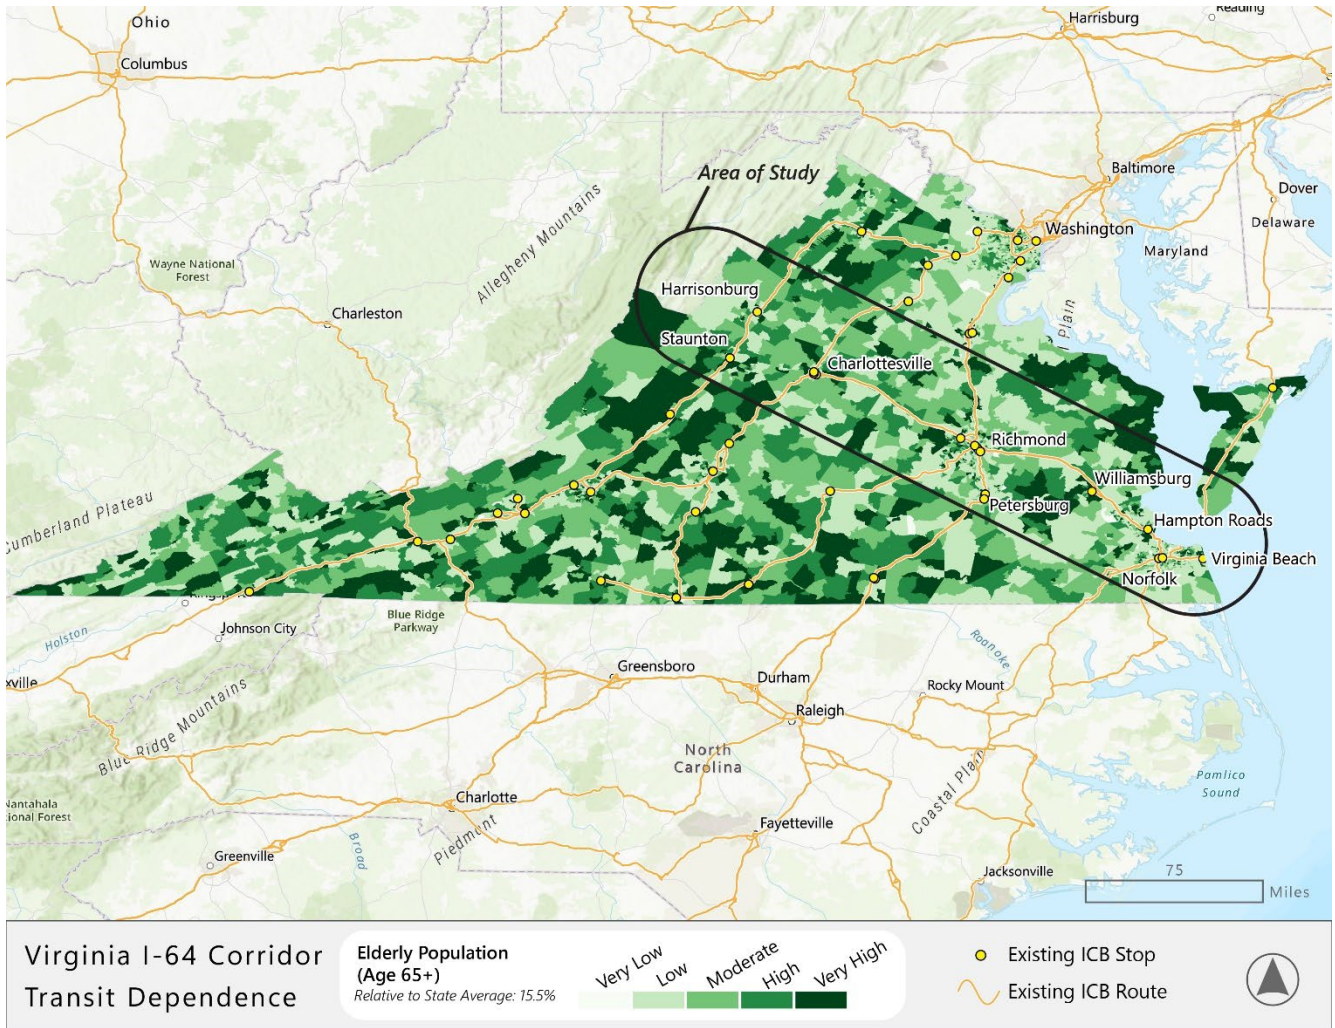 Ohio
Columbus
Harrisburg
Reading
Area of Study
Baltimore
Dover
Delaware
Washington
Maryland
Wayne National
Forest
Allegheny Mountains
Charleston
Harrisonburg
Plain
Staunton
Charlottesville
Richmond
Williamsburg
Petersburg
Hampton Roads
Virginia Beach
Norfolk
Cumberland Plateau
Johnson City
Holston
Blue Ridge
Parkway
Greensboro
Durham
Roanoke
Rocky Mount
Raleigh
Blue Ridge Mountains
North
Carolina
Coastal Plain
Pamlico
Sound
Nantahala
ional Forest
xville
Charlotte
Piedmont
Broad
Fayetteville
Greenville
Jacksonville
75
Miles
Virginia I-64 Corridor
Transit Dependence
Elderly Population
(Age 65+)
Relative to State Average: 15.5%
Very Low
Low
Moderate
High
Very High
Existing ICB Stop
Existing ICB Route